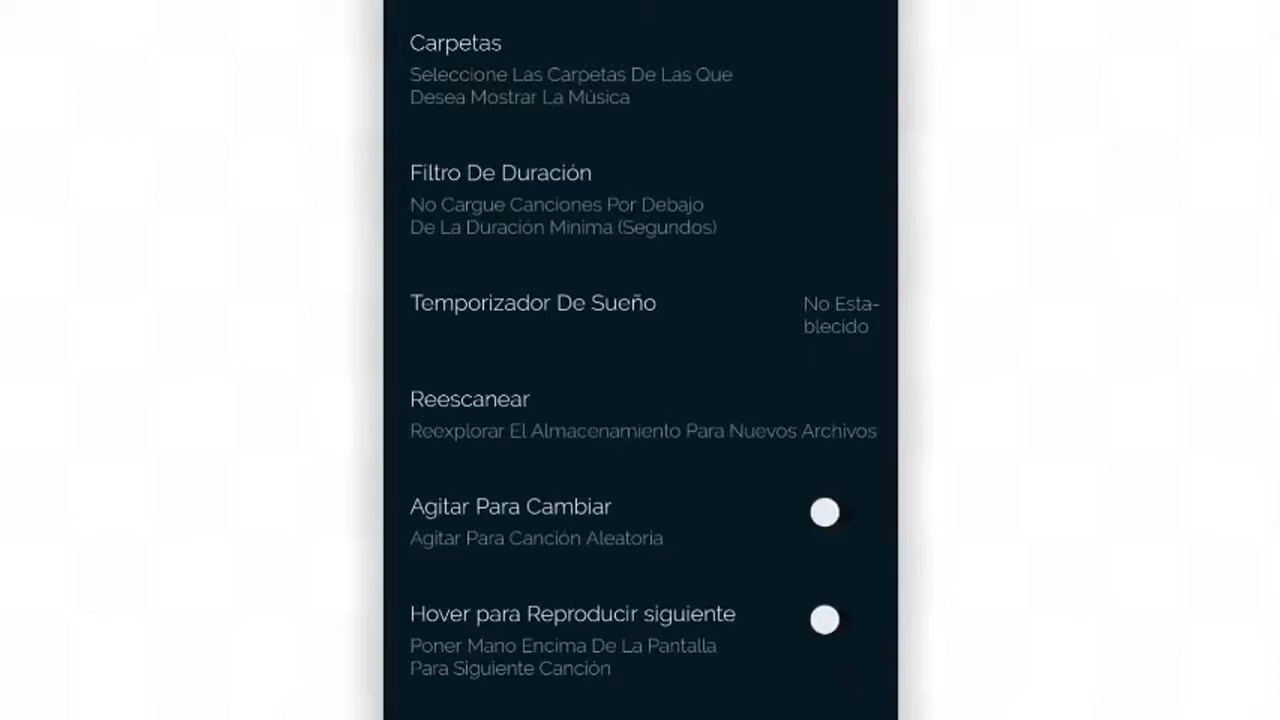 Carpetas
Seleccione Las Carpetas De Las Que
Desea Mostrar La Música
Filtro De Duración
No Cargue Canciones Por Debajo
De La Duración Minima (Segundos)
Temporizador De Sueño
No Esta-
blecido
Reescanear
Reexplorar El Almacenamiento Para Nuevos Archivos
Agitar Para Cambiar
Agitar Para Canción Aleatoria
Hover para Reproducir siguiente
Poner Mano Encima De La Pantalla
Para Siguiente Canción